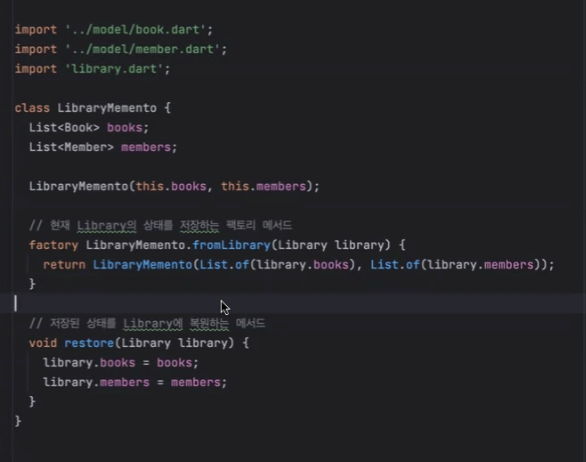 import '../model/book.dart';
import '../model/member.dart';
import 'library.dart';
class LibraryMemento {
List<Book> books;
List<Member> members;
LibraryMemento(this.books, this.members);
// 현재 Library의 상태를 저장하는 팩토리 메서드
factory LibraryMemento.fromLibrary(Library library) {
return LibraryMemento(List.of(library.books), List.of(library.members));
}
// 저장된 상태를 Library에 복원하는 메서드
void restore(Library library) {
library.books = books;
library.members = members;
}
}